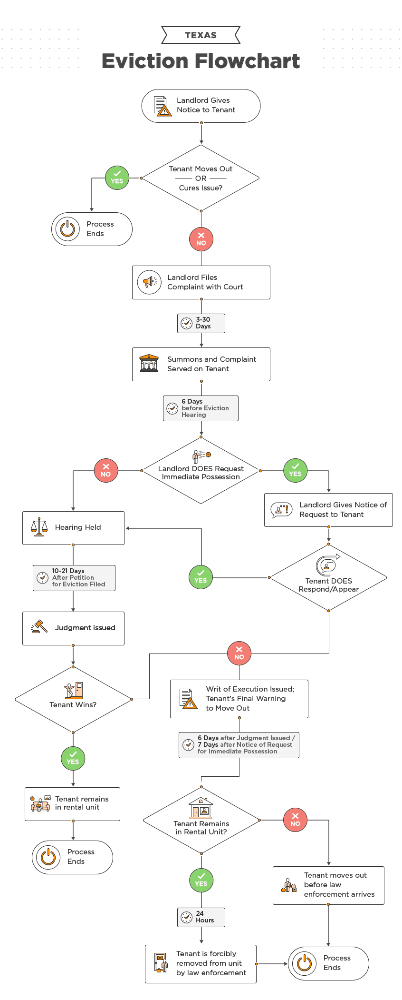 TEXAS
Eviction Flowchart
Landlord Gives
Notice to Tenant
Tenant Moves Out
OR
Cures Issue?
YES
Process
Ends
NO
Landlord Files
Complaint with Court
3-30
Days
Summons and Complaint
Served on Tenant
6 Days
before Eviction
Hearing
Landlord DOES Request
Immediate Possession
NO
YES
Landlord Gives Notice of
Request to Tenant
Hearing Held
Tenant DOES
Respond/Appear
YES
10-21 Days
After Petition
for Eviction Filed
Judgment issued
NO
Tenant Wins?
Writ of Execution Issued;
Tenant's Final Warning
to Move Out
6 Days after Judgment Issued /
7 Days after Notice of Request
for Immediate Possession
YES
Tenant remains
in rental unit
Process
Ends
Tenant Remains
in Rental Unit?
NO
YES
Tenant moves out
before law
enforcement arrives
24
Hours
Tenant is forcibly
removed from unit
by law enforcement
Process
Ends